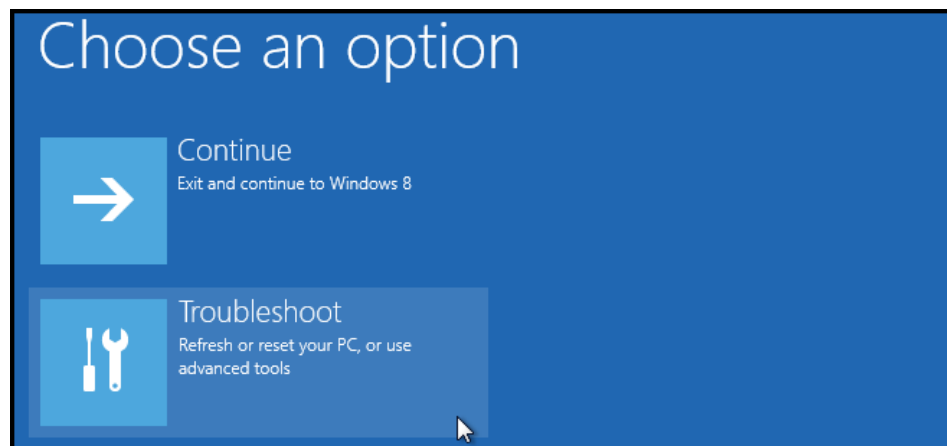 Choose an option
Continue
Exit and continue to Windows 8
Troubleshoot
Refresh or reset your PC, or use
advanced tools